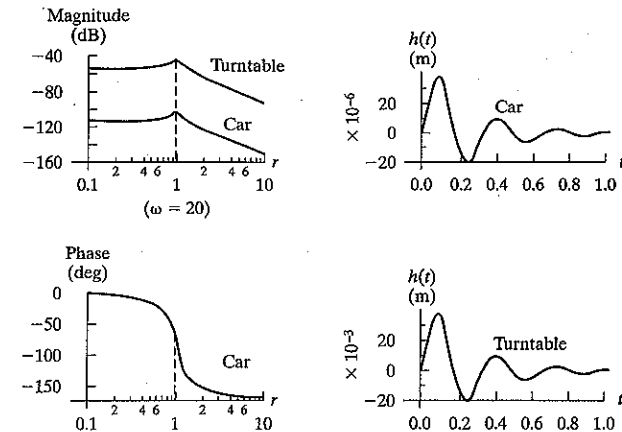 Magnitude
(dB)
-40
-80
-120
-160
Turntable
Car
0.1 2 4 6 1 2 4 6 10 r
(ω = 20)
h(t)
(m)
× 10⁻⁶
20
0
-20
Car
0.0 0.2 0.4 0.6 0.8 1.0 t
Phase
(deg)
0
-50
-100
-150
Car
0.1 2 4 6 1 2 4 6 10 r
h(t)
(m)
× 10⁻³
20
0
-20
Turntable
0.0 0.2 0.4 0.6 0.8 1.0 t